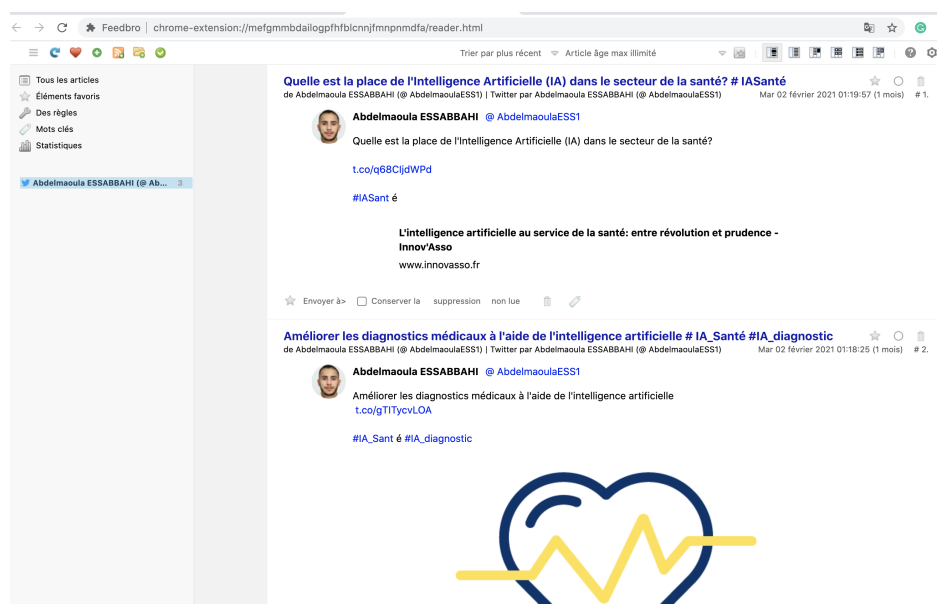 Feedbro | chrome-extension://mefgmmbdailogpfhfblcnnjfmnpnmdfa/reader.html
Trier par plus récent Article âge max illimité
Tous les articles
Éléments favoris
Des règles
Mots clés
Statistiques
Abdelmaoula ESSABBAHI (@ Ab... 3
Quelle est la place de l'Intelligence Artificielle (IA) dans le secteur de la santé? # IASanté
de Abdelmaoula ESSABBAHI (@ AbdelmaoulaESS1) | Twitter par Abdelmaoula ESSABBAHI (@ AbdelmaoulaESS1) Mar 02 février 2021 01:19:57 (1 mois) # 1.
Abdelmaoula ESSABBAHI @ AbdelmaoulaESS1
Quelle est la place de l'Intelligence Artificielle (IA) dans le secteur de la santé?
t.co/q68CljdWPd
#IASant é
L'intelligence artificielle au service de la santé: entre révolution et prudence -
Innov'Asso
www.innovasso.fr
Envoyer à> Conserver la suppression non lue
Améliorer les diagnostics médicaux à l'aide de l'intelligence artificielle # IA_Santé #IA_diagnostic
de Abdelmaoula ESSABBAHI (@ AbdelmaoulaESS1) | Twitter par Abdelmaoula ESSABBAHI (@ AbdelmaoulaESS1) Mar 02 février 2021 01:18:25 (1 mois) # 2.
Abdelmaoula ESSABBAHI @ AbdelmaoulaESS1
Améliorer les diagnostics médicaux à l'aide de l'intelligence artificielle
t.co/gTITycvLOA
#IA_Sant é #IA_diagnostic